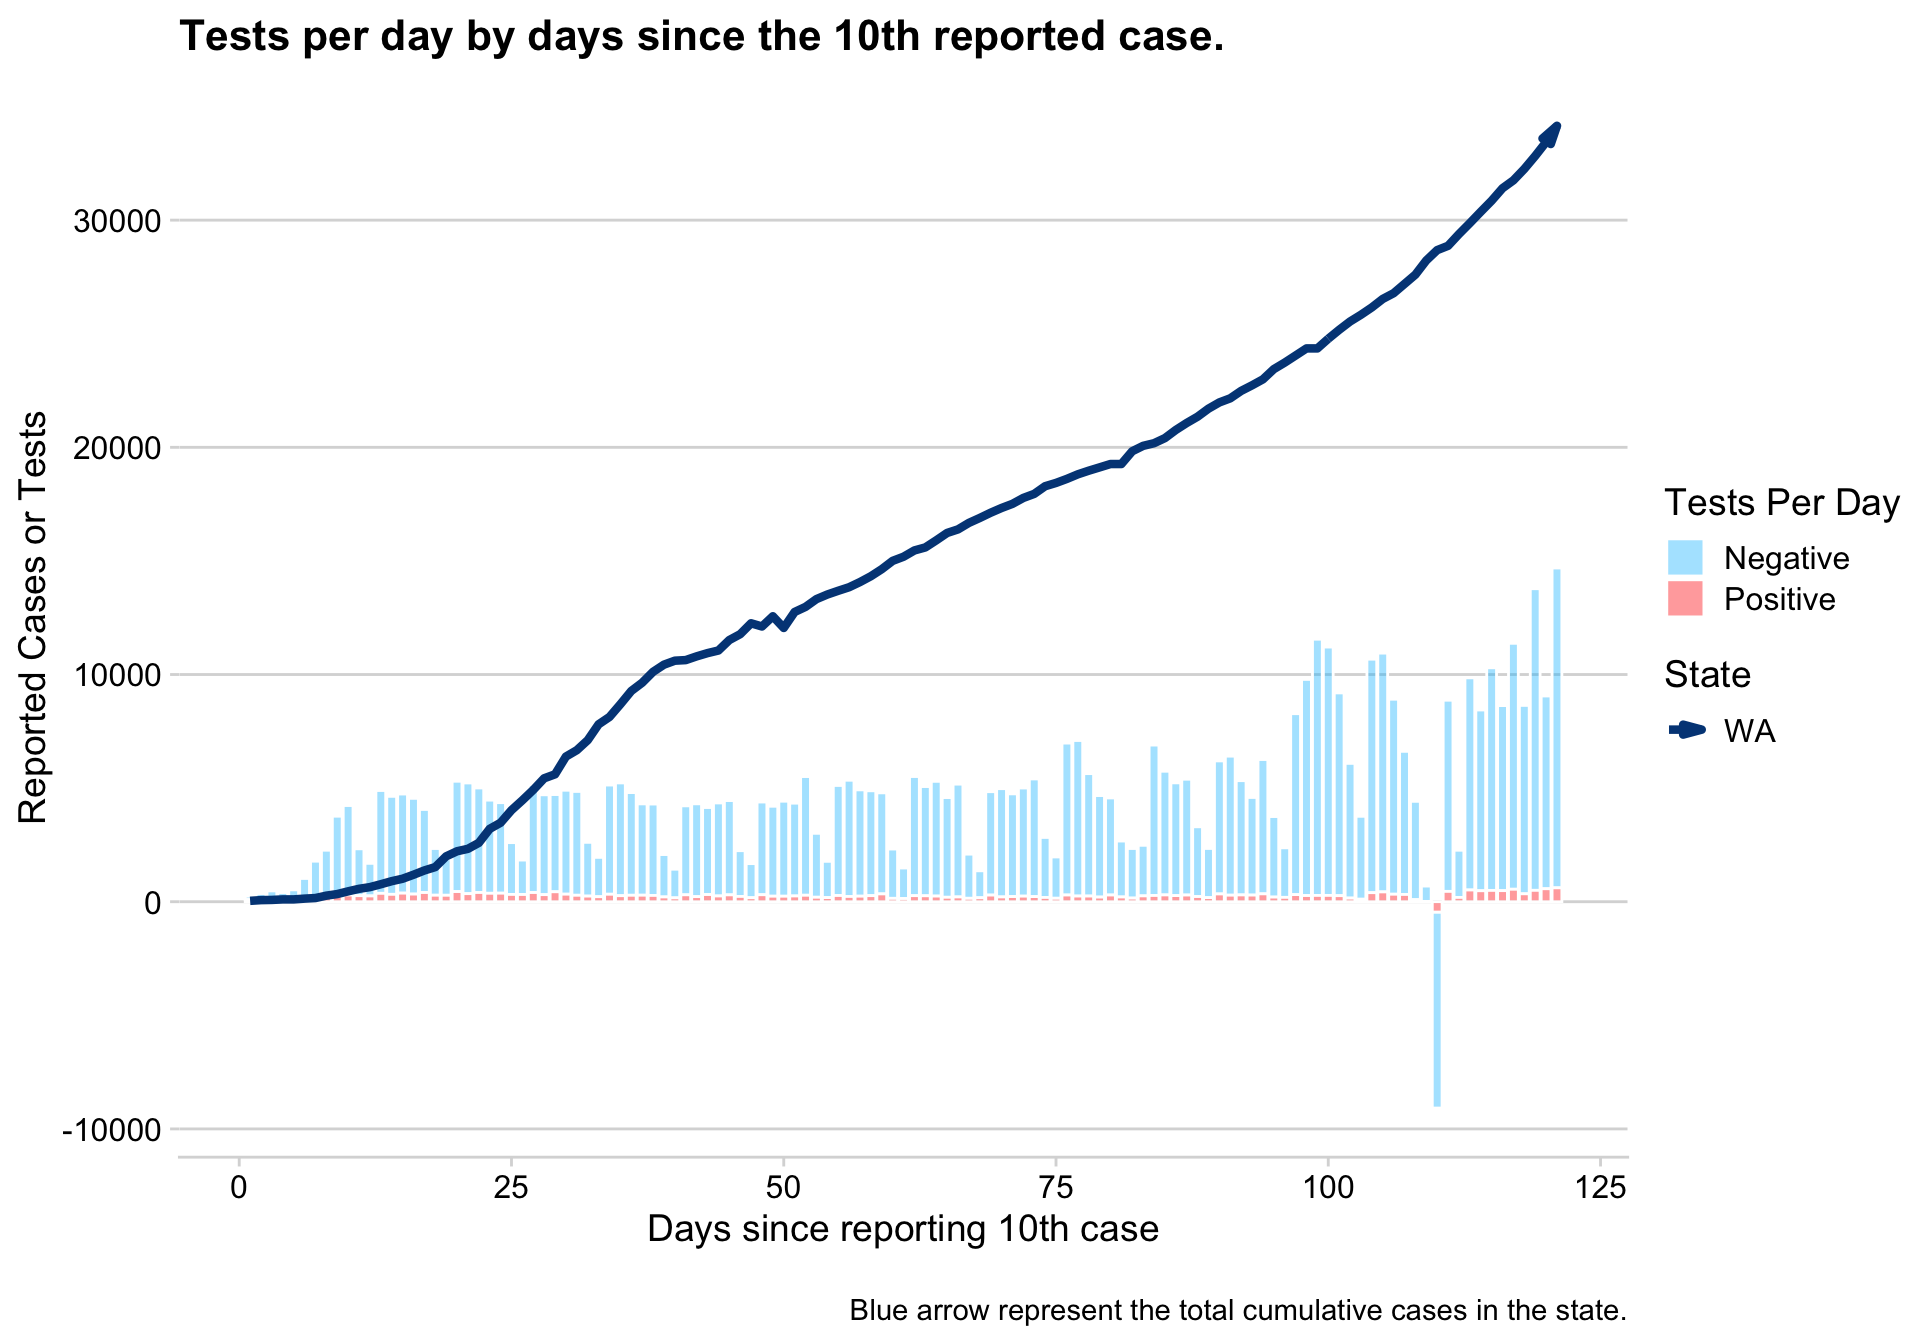 Tests per day by days since the 10th reported case.
Reported Cases or Tests
30000
20000
10000
0
-10000
0
25
50
75
100
125
Days since reporting 10th case
Tests Per Day
Negative
Positive
State
WA
Blue arrow represent the total cumulative cases in the state.